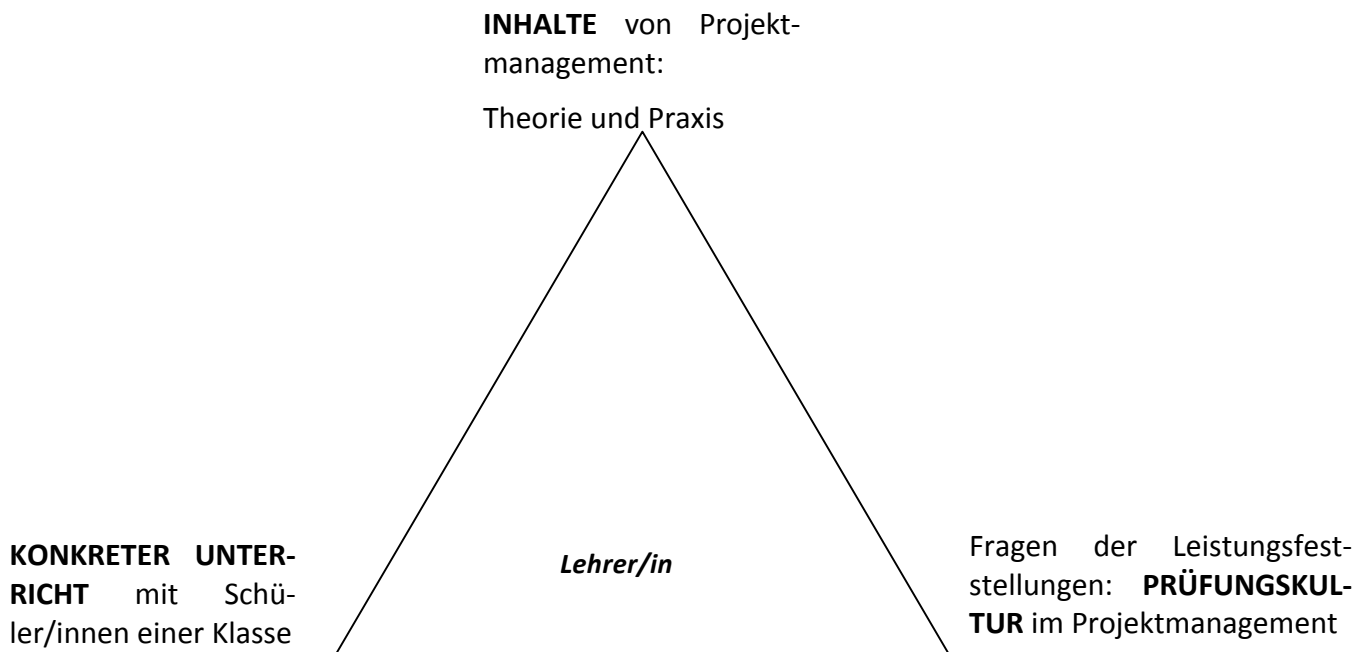 INHALTE von Projekt-
management:
Theorie und Praxis
KONKRETER UNTER-
RICHT mit Schü-
ler/innen einer Klasse
Lehrer/in
Fragen der Leistungsfest-
stellungen: PRÜFUNGSKUL-
TUR im Projektmanagement